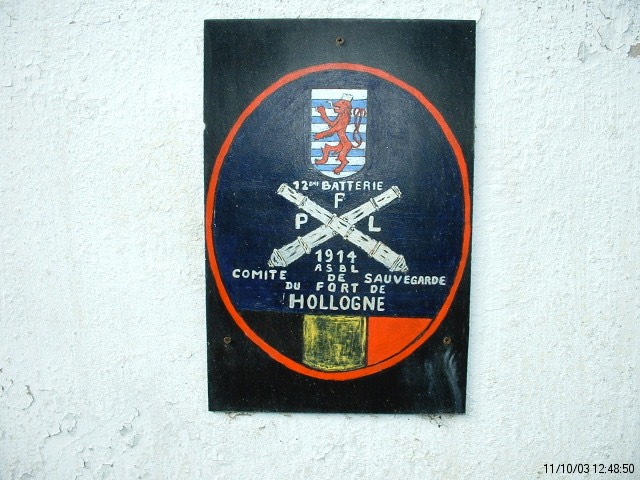 12ème BATTERIE
F
P L
1914
ASBL
COMITE DE SAUVEGARDE
DU FORT DE
HOLLOGNE
11/10/03 12:48:50